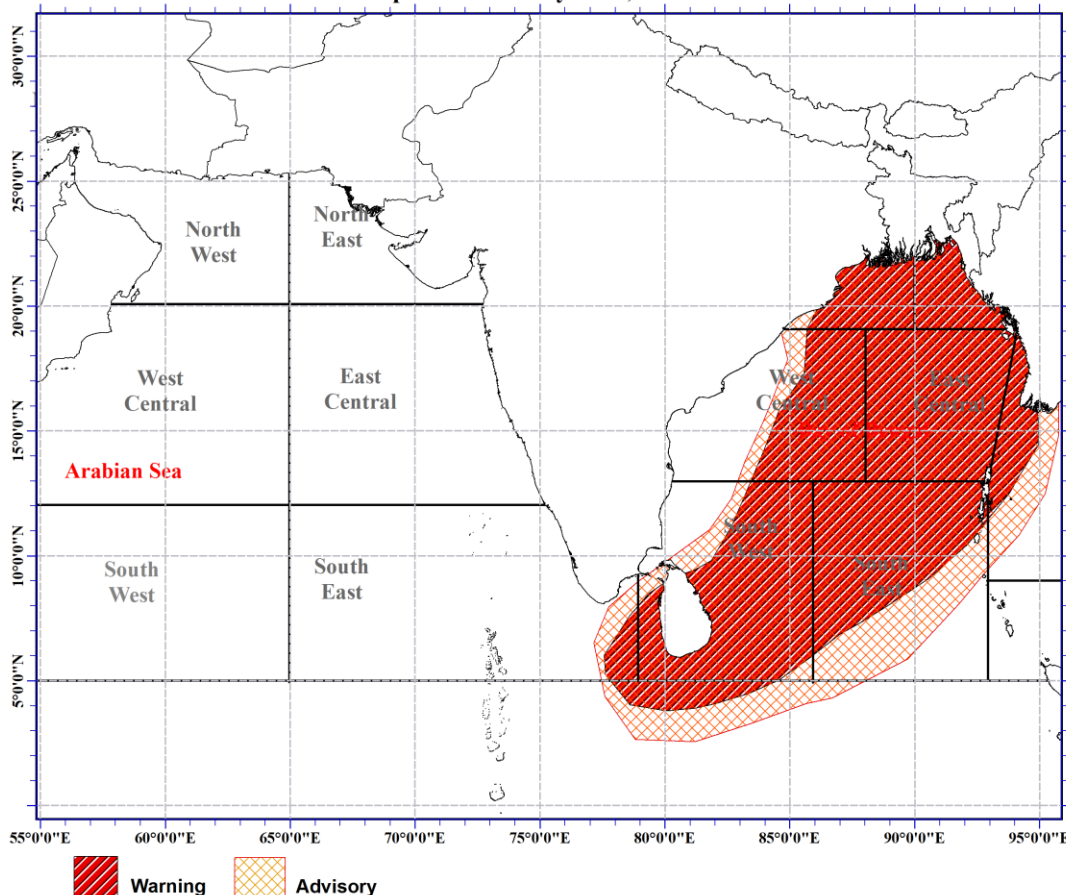 30°0'0"N
25°0'0"N
20°0'0"N
15°0'0"N
10°0'0"N
5°0'0"N
North
West
North
East
West
Central
East
Central
West
Central
East
Central
Arabian Sea
South
West
South
East
South
West
South
East
55°0'0"E
60°0'0"E
65°0'0"E
70°0'0"E
75°0'0"E
80°0'0"E
85°0'0"E
90°0'0"E
95°0'0"E
Warning
Advisory